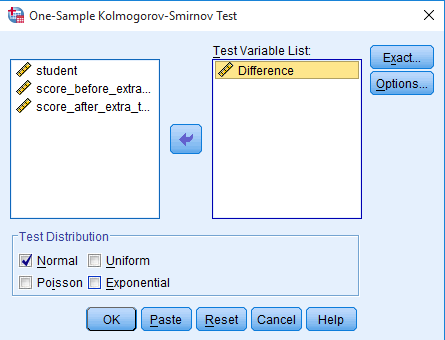 One-Sample Kolmogorov-Smirnov Test
Test Variable List:
student
score_before_extra...
score_after_extra_t...
Difference
Exact...
Options...
Test Distribution
Normal Uniform
Poisson Exponential
OK Paste Reset Cancel Help